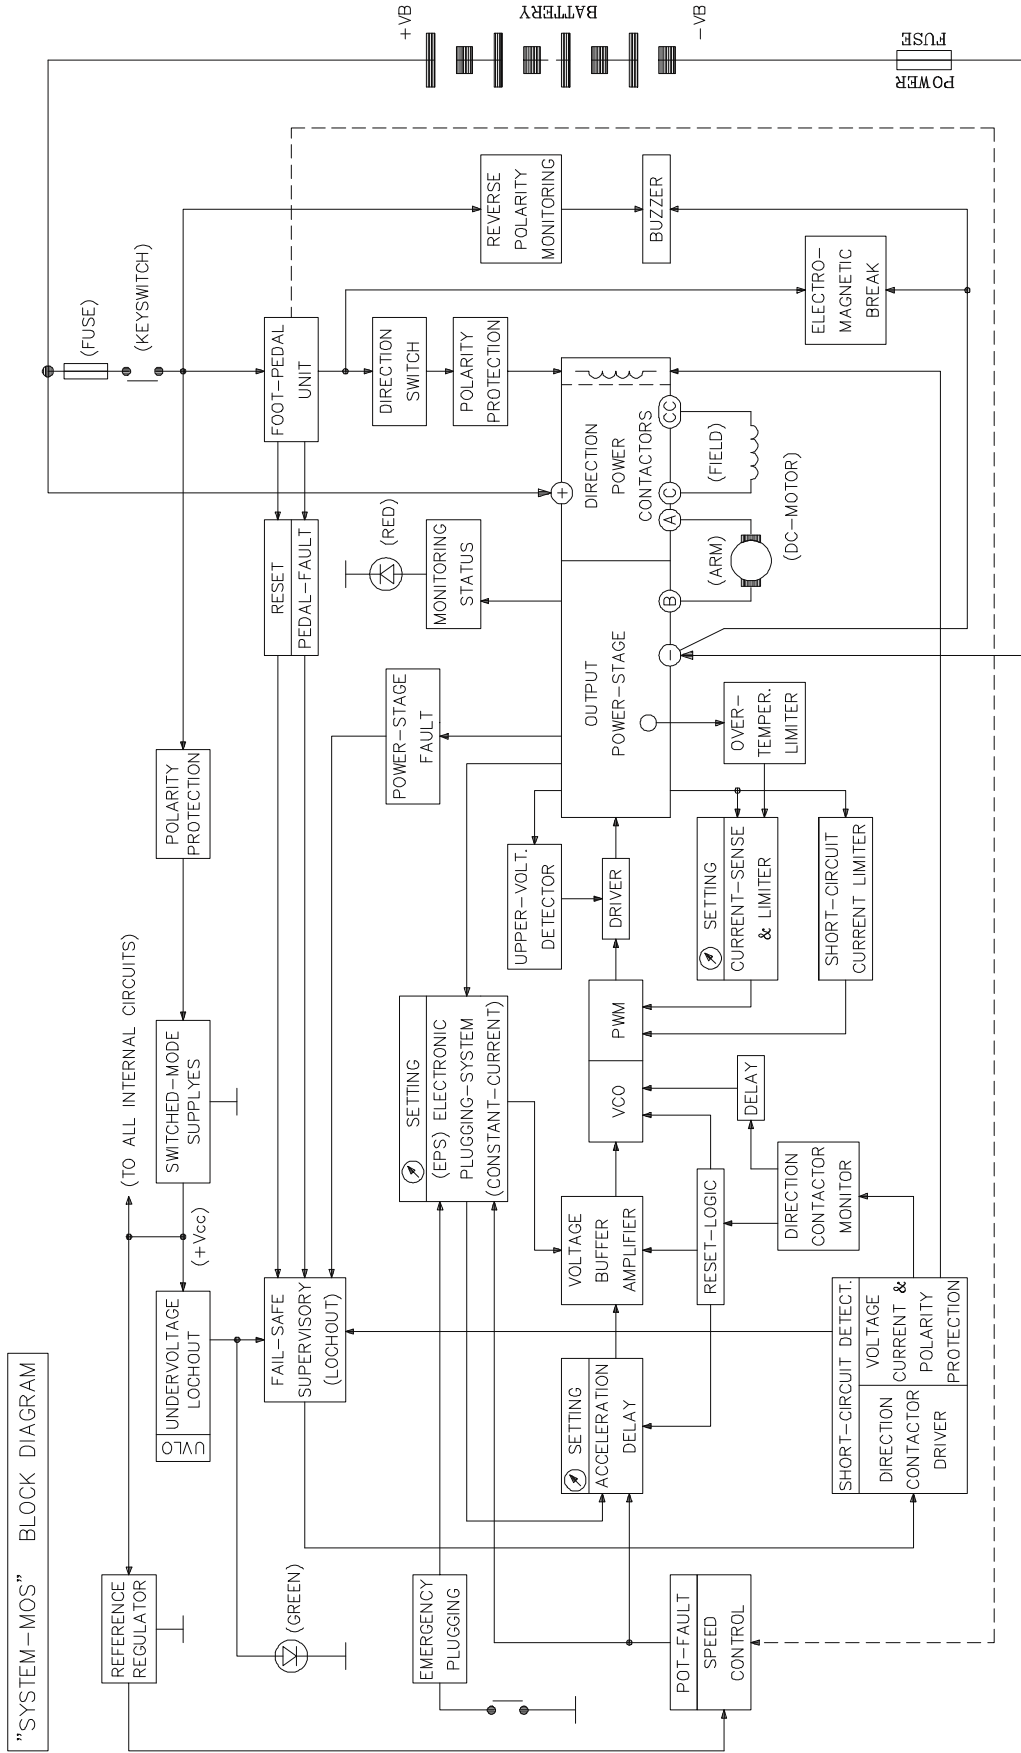 "SYSTEM-MOS" BLOCK DIAGRAM
REFERENCE
REGULATOR
(GREEN)
EMERGENCY
PLUGGING
POT-FAULT
SPEED
CONTROL
UVLO
UNDERVOLTAGE
LOCHOUT
(+Vcc)
(TO ALL INTERNAL CIRCUITS)
SWITCHED-MODE
SUPPLYES
POLARITY
PROTECTION
FAIL-SAFE
SUPERVISORY
(LOCHOUT)
RESET
PEDAL-FAULT
FOOT-PEDAL
UNIT
(FUSE)
(KEYSWITCH)
DIRECTION
SWITCH
POLARITY
PROTECTION
POWER-STAGE
FAULT
MONITORING
STATUS
(RED)
SETTING
(EPS) ELECTRONIC
PLUGGING-SYSTEM
(CONSTANT-CURRENT)
SETTING
ACCELERATION
DELAY
VOLTAGE
BUFFER
AMPLIFIER
VCO
PWM
UPPER-VOLT.
DETECTOR
DRIVER
OUTPUT
POWER-STAGE
DIRECTION
POWER
CONTACTORS
+
-
B
A
C
CC
(ARM)
(FIELD)
(DC-MOTOR)
RESET-LOGIC
DELAY
DIRECTION
CONTACTOR
MONITOR
SETTING
CURRENT-SENSE
& LIMITER
OVER-
TEMPER.
LIMITER
SHORT-CIRCUIT
CURRENT LIMITER
SHORT-CIRCUIT DETECT.
DIRECTION
CONTACTOR
DRIVER
VOLTAGE
CURRENT &
POLARITY
PROTECTION
REVERSE
POLARITY
MONITORING
BUZZER
ELECTRO-
MAGNETIC
BREAK
+VB
BATTERY
-VB
POWER
FUSE